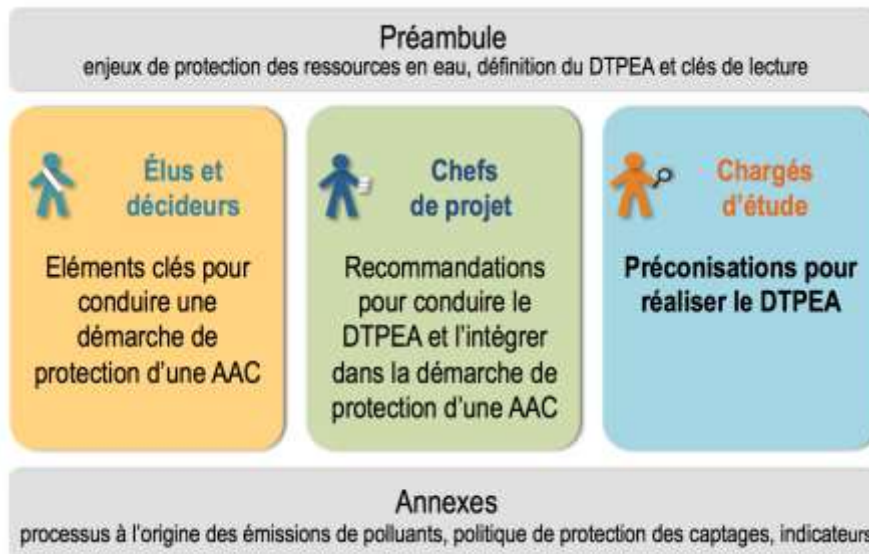 Préambule
enjeux de protection des ressources en eau, définition du DTPEA et clés de lecture
Élus et
décideurs
Eléments clés pour
conduire une
démarche de
protection d'une AAC
Chefs
de projet
Recommandations
pour conduire le
DTPEA et l'intégrer
dans la démarche de
protection d'une AAC
Chargés
d'étude
Préconisations pour
réaliser le DTPEA
Annexes
processus à l'origine des émissions de polluants, politique de protection des captages, indicateurs